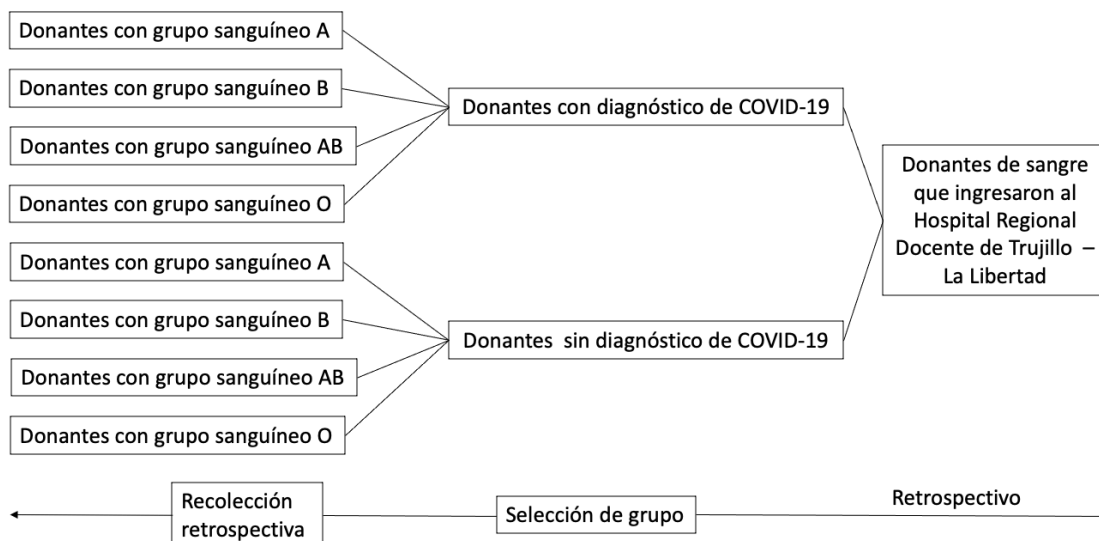 Donantes con grupo sanguíneo A
Donantes con grupo sanguíneo B
Donantes con grupo sanguíneo AB
Donantes con grupo sanguíneo O
Donantes con grupo sanguíneo A
Donantes con grupo sanguíneo B
Donantes con grupo sanguíneo AB
Donantes con grupo sanguíneo O
Donantes con diagnóstico de COVID-19
Donantes sin diagnóstico de COVID-19
Donantes de sangre
que ingresaron al
Hospital Regional
Docente de Trujillo –
La Libertad
Recolección
retrospectiva
Selección de grupo
Retrospectivo